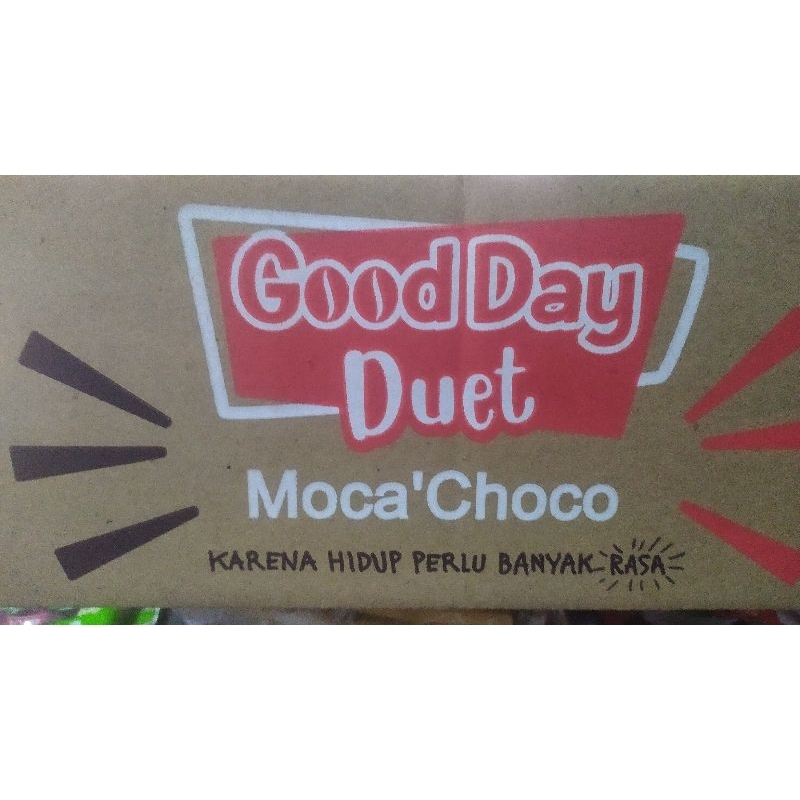 Good Day
Duet
Moca'Choco
KARENA HIDUP PERLU BANYAK RASA